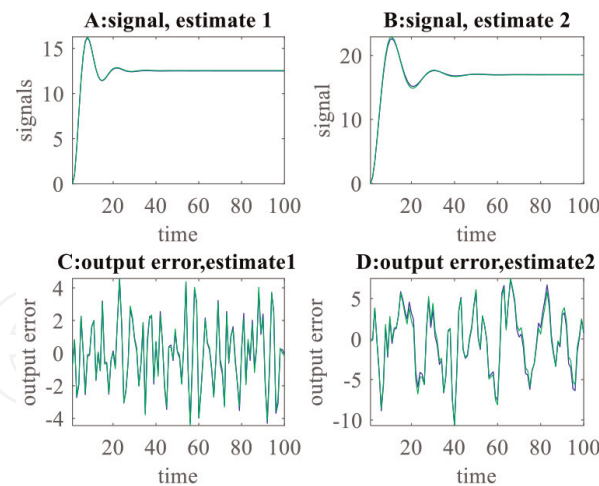 A:signal, estimate 1
15
10
5
0
signals
20 40 60 80 100
time
B:signal, estimate 2
20
10
0
signal
20 40 60 80 100
time
C:output error,estimate1
4
2
0
-2
-4
output error
20 40 60 80 100
time
D:output error,estimate2
5
0
-5
-10
output error
20 40 60 80 100
time